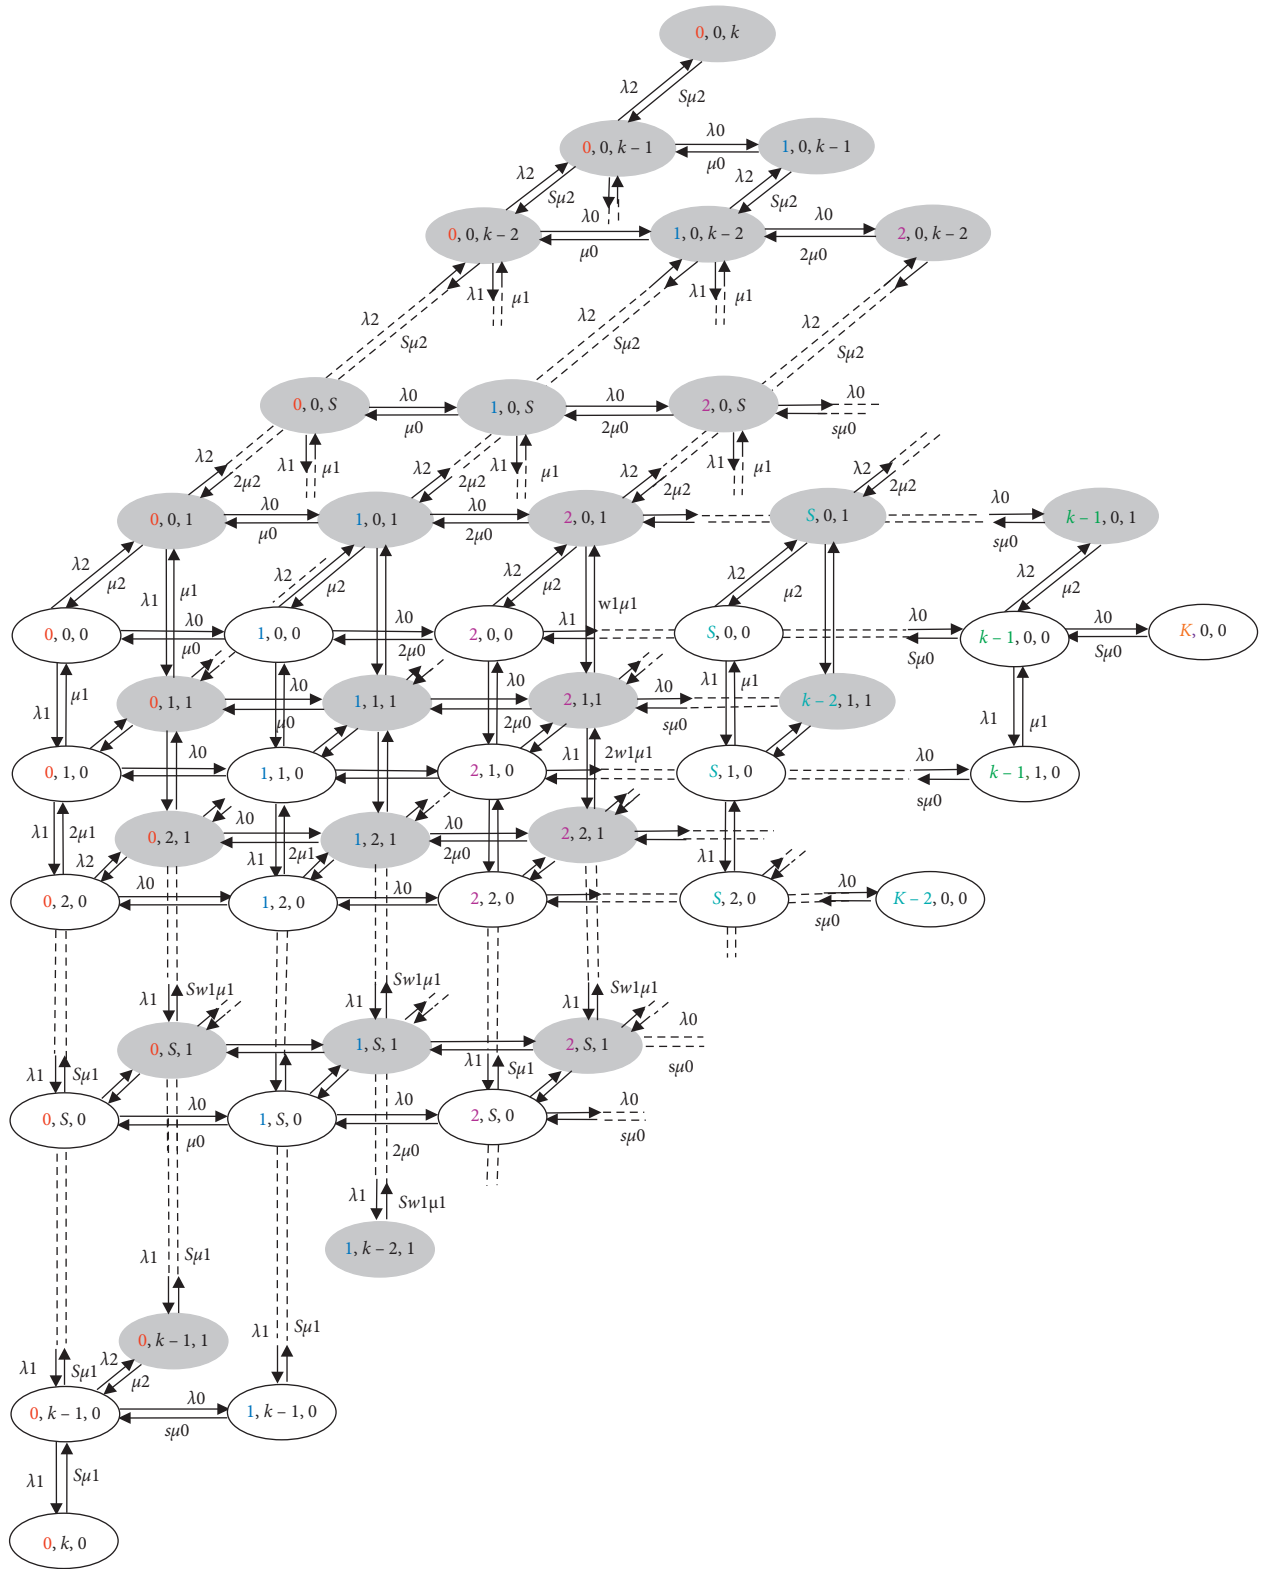 0, 0, k
λ2
Sμ2
0, 0, k – 1
λ0
μ0
1, 0, k – 1
λ2
Sμ2
λ2
Sμ2
0, 0, k – 2
λ0
μ0
1, 0, k – 2
λ0
2μ0
2, 0, k – 2
λ1
μ1
λ1
μ1
λ2
Sμ2
λ2
Sμ2
λ2
Sμ2
0, 0, S
λ0
μ0
1, 0, S
λ0
2μ0
2, 0, S
λ0
sμ0
λ2
2μ2
λ1
μ1
λ2
2μ2
λ1
μ1
λ2
2μ2
λ1
μ1
λ2
2μ2
0, 0, 1
λ0
μ0
1, 0, 1
λ0
2μ0
2, 0, 1
S, 0, 1
λ0
sμ0
k – 1, 0, 1
λ2
μ2
λ1
μ1
λ2
μ2
λ2
μ2
w1μ1
λ2
μ2
λ2
μ2
0, 0, 0
λ0
μ0
1, 0, 0
λ0
2μ0
2, 0, 0
λ1
S, 0, 0
λ0
Sμ0
k – 1, 0, 0
λ0
Sμ0
K, 0, 0
λ1
μ1
0, 1, 1
λ0
μ0
1, 1, 1
λ0
2μ0
2, 1,1
λ0
sμ0
λ1
μ1
k – 2, 1, 1
λ1
μ1
0, 1, 0
λ0
1, 1, 0
2, 1, 0
λ1
2w1μ1
S, 1, 0
λ0
sμ0
k – 1, 1, 0
λ1
2μ1
λ2
0, 2, 1
λ0
λ1
2μ1
1, 2, 1
λ0
2μ0
2, 2, 1
λ1
0, 2, 0
λ0
1, 2, 0
λ0
2, 2, 0
S, 2, 0
λ0
sμ0
K – 2, 0, 0
λ1
Sw1μ1
λ1
Sw1μ1
λ1
Sw1μ1
0, S, 1
1, S, 1
2, S, 1
λ0
sμ0
λ1
Sμ1
λ1
Sμ1
0, S, 0
λ0
μ0
1, S, 0
λ0
2μ0
2, S, 0
λ0
sμ0
λ1
Sw1μ1
1, k – 2, 1
λ1
Sμ1
0, k – 1, 1
λ1
Sμ1
λ2
μ2
λ1
Sμ1
0, k – 1, 0
λ0
sμ0
1, k – 1, 0
λ1
Sμ1
0, k, 0